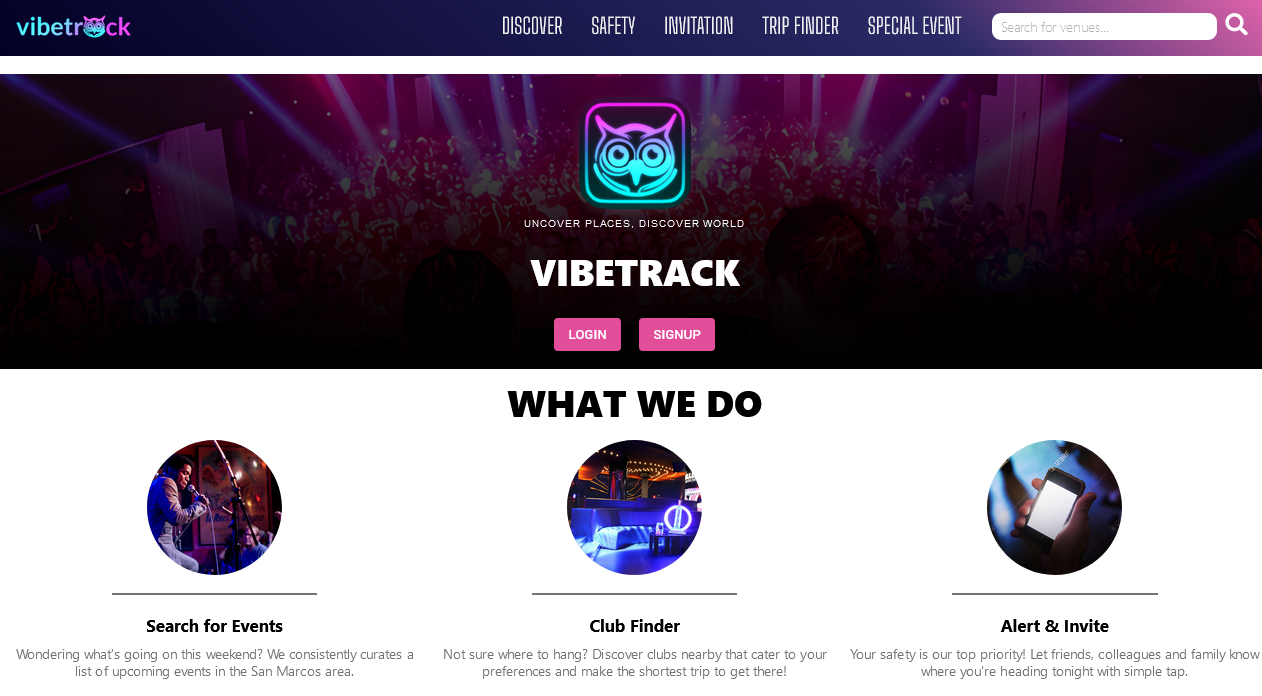 vibetrack
DISCOVER SAFETY INVITATION TRIP FINDER SPECIAL EVENT Search for venues...
UNCOVER PLACES, DISCOVER WORLD
VIBETRACK
LOGIN SIGNUP
WHAT WE DO
Search for Events
Wondering what's going on this weekend? We consistently curates a
list of upcoming events in the San Marcos area.
Club Finder
Not sure where to hang? Discover clubs nearby that cater to your
preferences and make the shortest trip to get there!
Alert & Invite
Your safety is our top priority! Let friends, colleagues and family know
where you're heading tonight with simple tap.